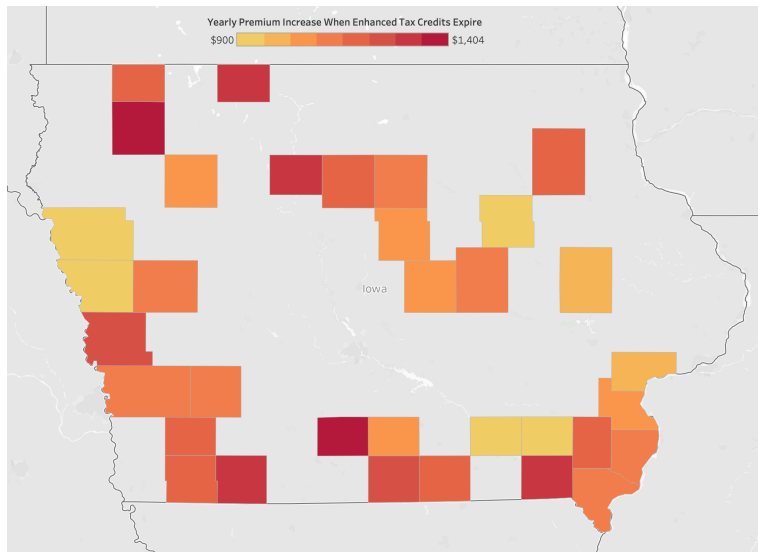 Yearly Premium Increase When Enhanced Tax Credits Expire
$900 $1,404
Iowa